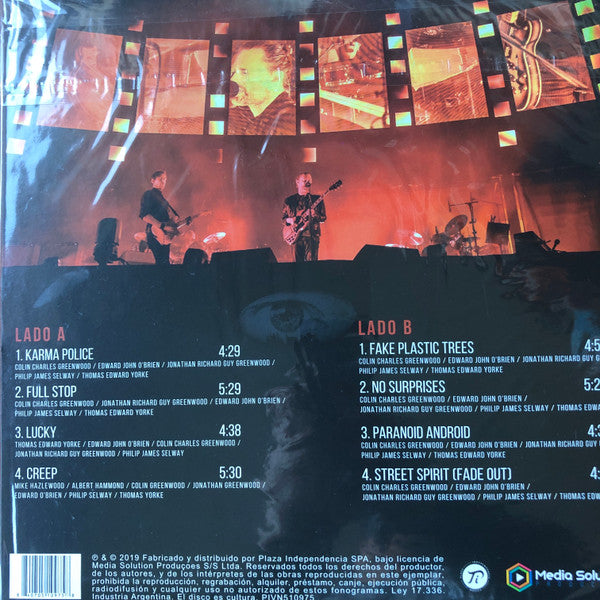 LADO A
1. KARMA POLICE 4:29
COLIN CHARLES GREENWOOD / EDWARD JOHN O'BRIEN / JONATHAN RICHARD GUY GREENWOOD /
PHILIP JAMES SELWAY / THOMAS EDWARD YORKE
2. FULL STOP 5:29
COLIN CHARLES GREENWOOD / JONATHAN RICHARD GUY GREENWOOD / EDWARD JOHN O'BRIEN /
PHILIP JAMES SELWAY / THOMAS EDWARD YORKE
3. LUCKY 4:38
THOMAS EDWARD YORKE / EDWARD JOHN O'BRIEN / COLIN CHARLES GREENWOOD /
JONATHAN RICHARD GUY GREENWOOD / PHILIP JAMES SELWAY
4. CREEP 5:30
MIKE HAZLEWOOD / ALBERT HAMMOND / COLIN GREENWOOD / JONATHAN GREENWOOD /
EDWARD O'BRIEN / PHILIP SELWAY / THOMAS YORKE
LADO B
1. FAKE PLASTIC TREES
COLIN CHARLES GREENWOOD / EDWARD JOHN O'BRIEN / JONATHAN RICHARD
PHILIP JAMES SELWAY / THOMAS EDWARD YORKE
2. NO SURPRISES
COLIN CHARLES GREENWOOD / EDWARD JOHN O'BRIEN /
JONATHAN RICHARD GUY GREENWOOD / PHILIP JAMES SELWAY / THOMAS
3. PARANOID ANDROID
COLIN CHARLES GREENWOOD / EDWARD JOHN O'BRIEN, JONATHAN RICHARD
PHILIP JAMES SELWAY / THOMAS EDWARD YORKE
4. STREET SPIRIT (FADE OUT)
COLIN CHARLES GREENWOOD / EDWARD JOHN O'BRIEN /
JONATHAN RICHARD GUY GREENWOOD / PHILIP JAMES SELWAY / THOMAS EDWARD
℗ & © 2019 Fabricado y distribuido por Plaza Independencia SPA, bajo licencia de
Media Solution Produçoes S/S Ltda. Reservados todos los derechos del productor,
de los autores, y de los intérpretes de las obras reproducidas en este ejemplar,
prohibida la reproducción, regrabación, alquiler, préstamo, canje, ejecución pública,
radiodifusión y cualquier uso no autorizado de estos fonogramas. Ley 17.336.
Industria Argentina. El disco es cultura. PIVN510975
Media Solu